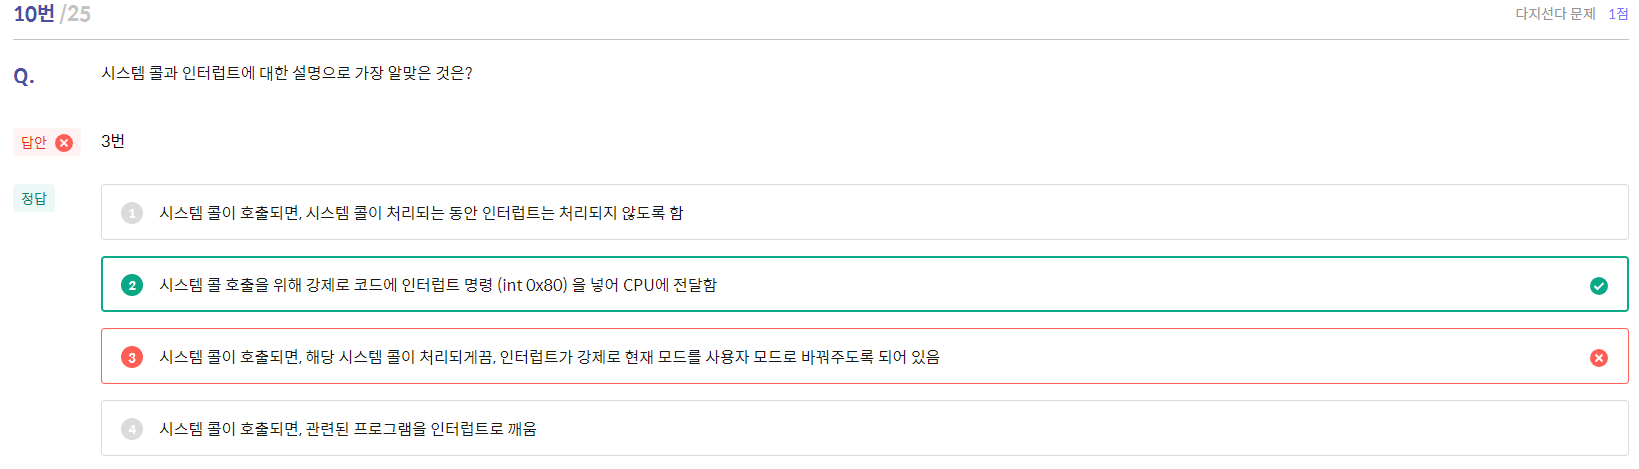 10번 /25
다지선다 문제 1점
Q. 시스템 콜과 인터럽트에 대한 설명으로 가장 알맞은 것은?
답안 3번
정답
1 시스템 콜이 호출되면, 시스템 콜이 처리되는 동안 인터럽트는 처리되지 않도록 함
2 시스템 콜 호출을 위해 강제로 코드에 인터럽트 명령 (int 0x80) 을 넣어 CPU에 전달함
3 시스템 콜이 호출되면, 해당 시스템 콜이 처리되게끔, 인터럽트가 강제로 현재 모드를 사용자 모드로 바꿔주도록 되어 있음
4 시스템 콜이 호출되면, 관련된 프로그램을 인터럽트로 깨움